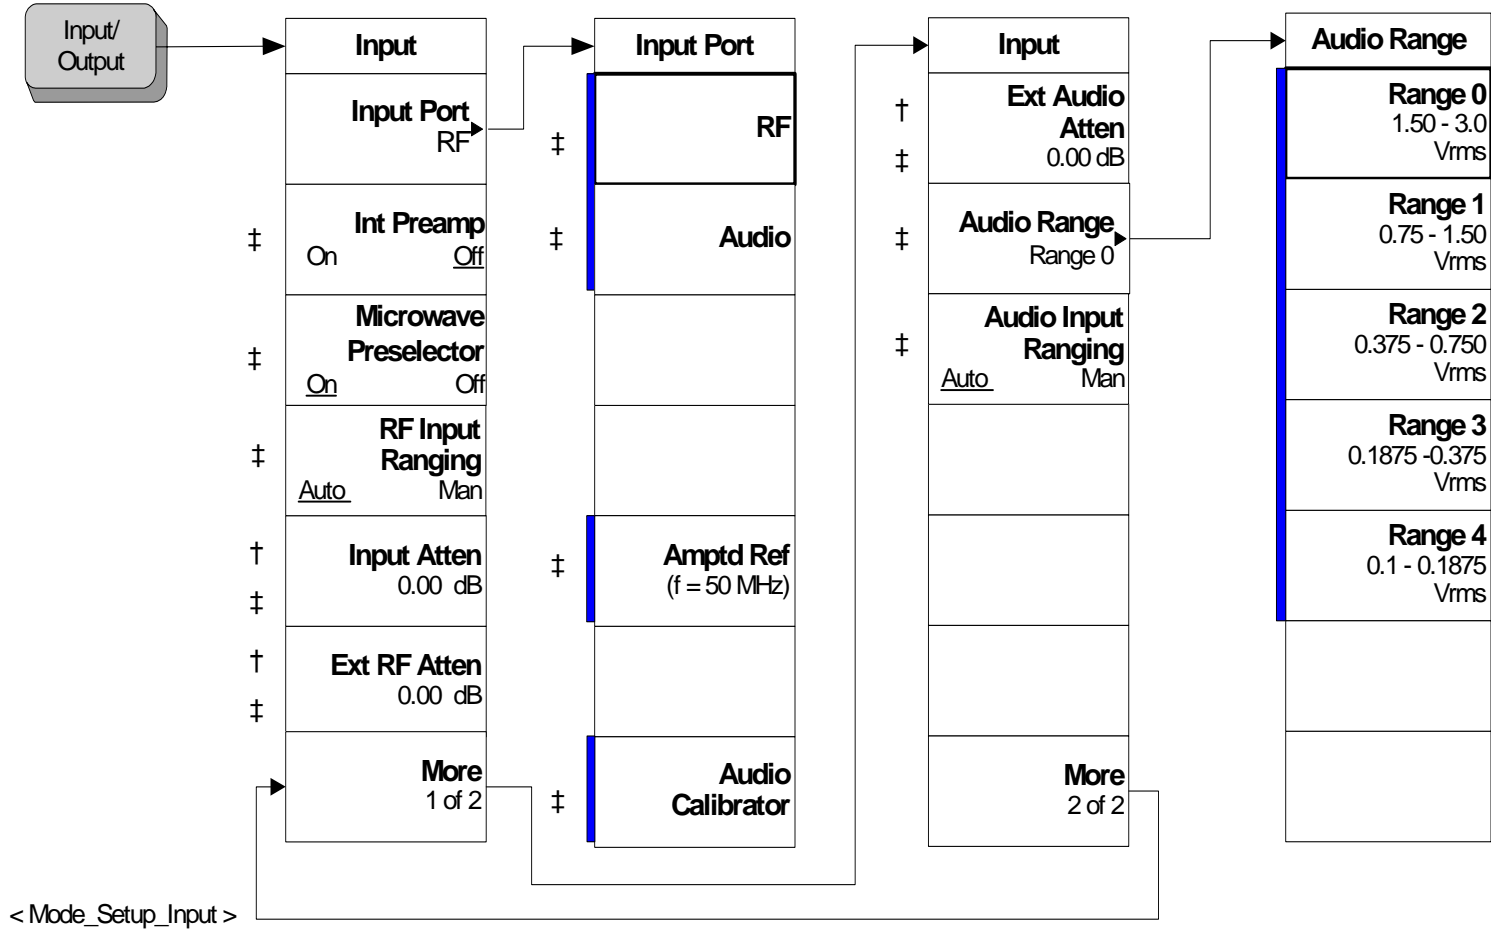 Input/
Output
Input
Input Port
RF
‡
Int Preamp
On Off
‡
Microwave
Preselector
On Off
‡
RF Input
Ranging
Auto Man
†
‡
Input Atten
0.00 dB
†
‡
Ext RF Atten
0.00 dB
More
1 of 2
Input Port
‡
RF
‡
Audio
‡
Amptd Ref
(f = 50 MHz)
‡
Audio
Calibrator
Input
†
‡
Ext Audio
Atten
0.00 dB
‡
Audio Range
Range 0
‡
Audio Input
Ranging
Auto Man
More
2 of 2
Audio Range
Range 0
1.50 - 3.0
Vrms
Range 1
0.75 - 1.50
Vrms
Range 2
0.375 - 0.750
Vrms
Range 3
0.1875 -0.375
Vrms
Range 4
0.1 - 0.1875
Vrms
< Mode_Setup_Input >